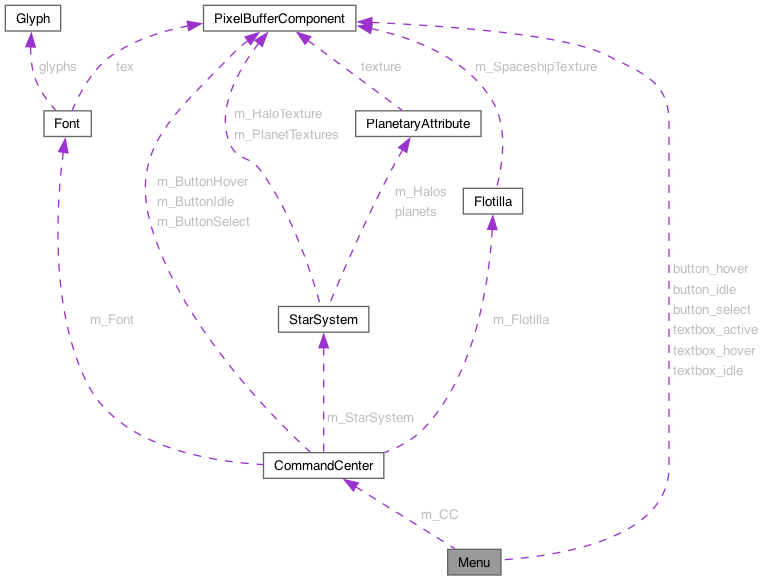 Glyph
PixelBufferComponent
glyphs
tex
texture
m_SpaceshipTexture
m_HaloTexture
m_PlanetTextures
Font
PlanetaryAttribute
m_ButtonHover
m_ButtonIdle
m_ButtonSelect
m_Halos
planets
Flotilla
button_hover
button_idle
button_select
textbox_active
textbox_hover
textbox_idle
m_Font
StarSystem
m_Flotilla
m_StarSystem
CommandCenter
m_CC
Menu